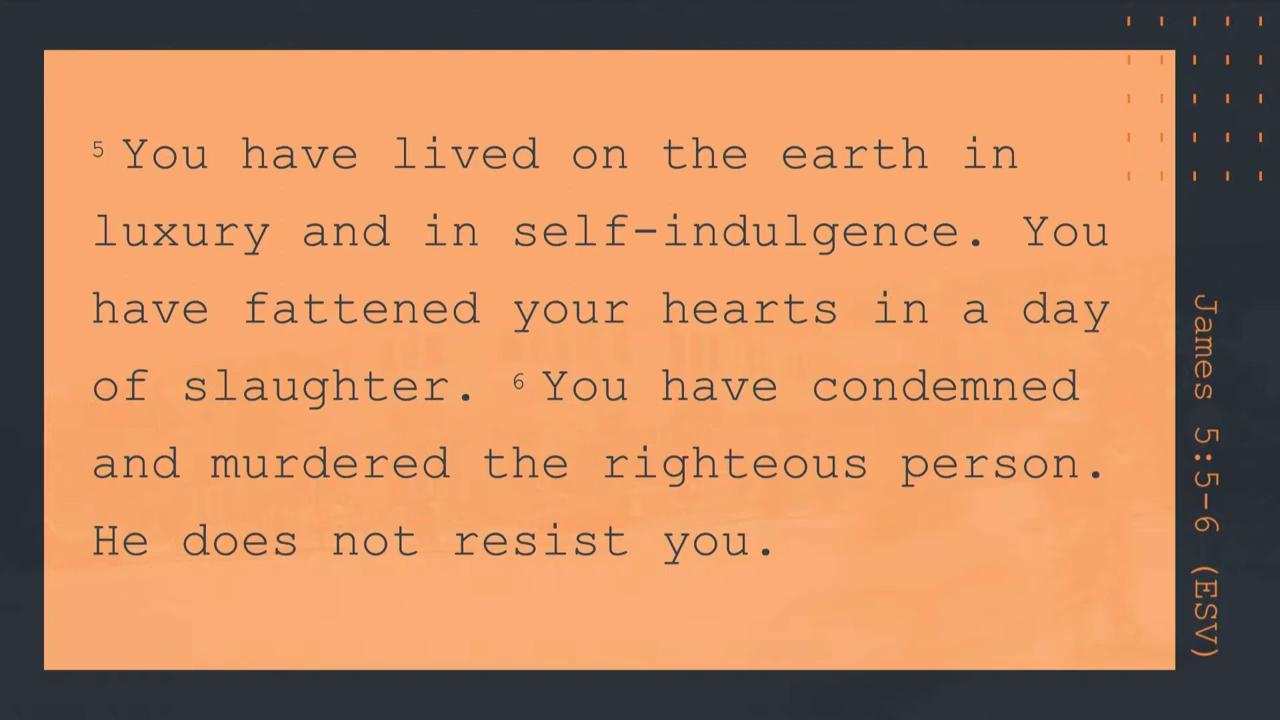 5 You have lived on the earth in
luxury and in self-indulgence. You
have fattened your hearts in a day
of slaughter. 6 You have condemned
and murdered the righteous person.
He does not resist you.
James 5:5-6 (ESV)